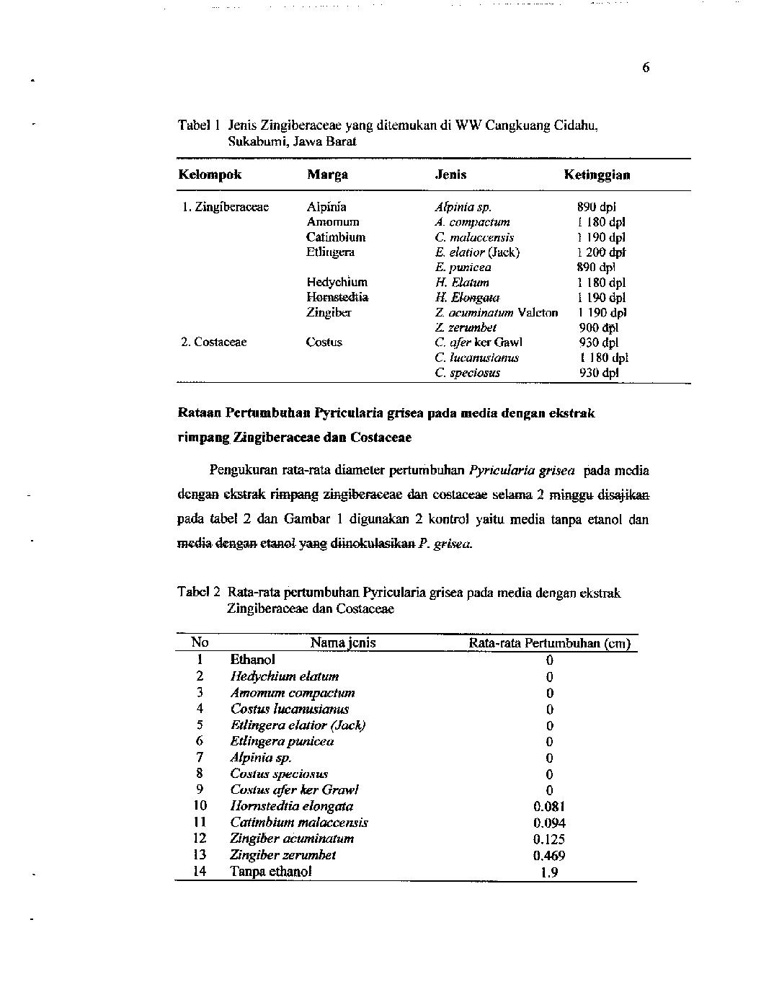 6
Tabel 1 Jenis Zingiberaceae yang ditemukan di WW Cangkuang Cidahu,
Sukabumi, Jawa Barat
Kelompok Marga Jenis Ketinggian
1. Zingiberaceae Alpinia Alpinia sp. 890 dpl
Amomum A. compactum 1 180 dpl
Catimbium C. malaccensis 1 190 dpl
Etlingera E. elatior (Jack) 1 200 dpl
E. punicea 890 dpl
Hedychium H. Elatum 1 180 dpl
Hornstedtia H. Elongata 1 190 dpl
Zingiber Z. acuminatum Valeton 1 190 dpl
Z. zerumbet 900 dpl
2. Costaceae Costus C. afer ker Gawl 930 dpl
C. lucanusianus 1 180 dpl
C. speciosus 930 dpl
Rataan Pertumbuhan Pyricularia grisea pada media dengan ekstrak
rimpang Zingiberaceae dan Costaceae
Pengukuran rata-rata diameter pertumbuhan Pyricularia grisea pada media
dengan ekstrak rimpang zingiberaceae dan costaceae selama 2 minggu disajikan
pada tabel 2 dan Gambar 1 digunakan 2 kontrol yaitu media tanpa etanol dan
media dengan etanol yang diinokulasikan P. grisea.
Tabel 2 Rata-rata pertumbuhan Pyricularia grisea pada media dengan ekstrak
Zingiberaceae dan Costaceae
No Nama jenis Rata-rata Pertumbuhan (cm)
1 Ethanol 0
2 Hedychium elatum 0
3 Amomum compactum 0
4 Costus lucanusianus 0
5 Etlingera elatior (Jack) 0
6 Etlingera punicea 0
7 Alpinia sp. 0
8 Costus speciosus 0
9 Costus afer ker Grawl 0
10 Hornstedtia elongata 0.081
11 Catimbium malaccensis 0.094
12 Zingiber acuminatum 0.125
13 Zingiber zerumbet 0.469
14 Tanpa ethanol 1.9